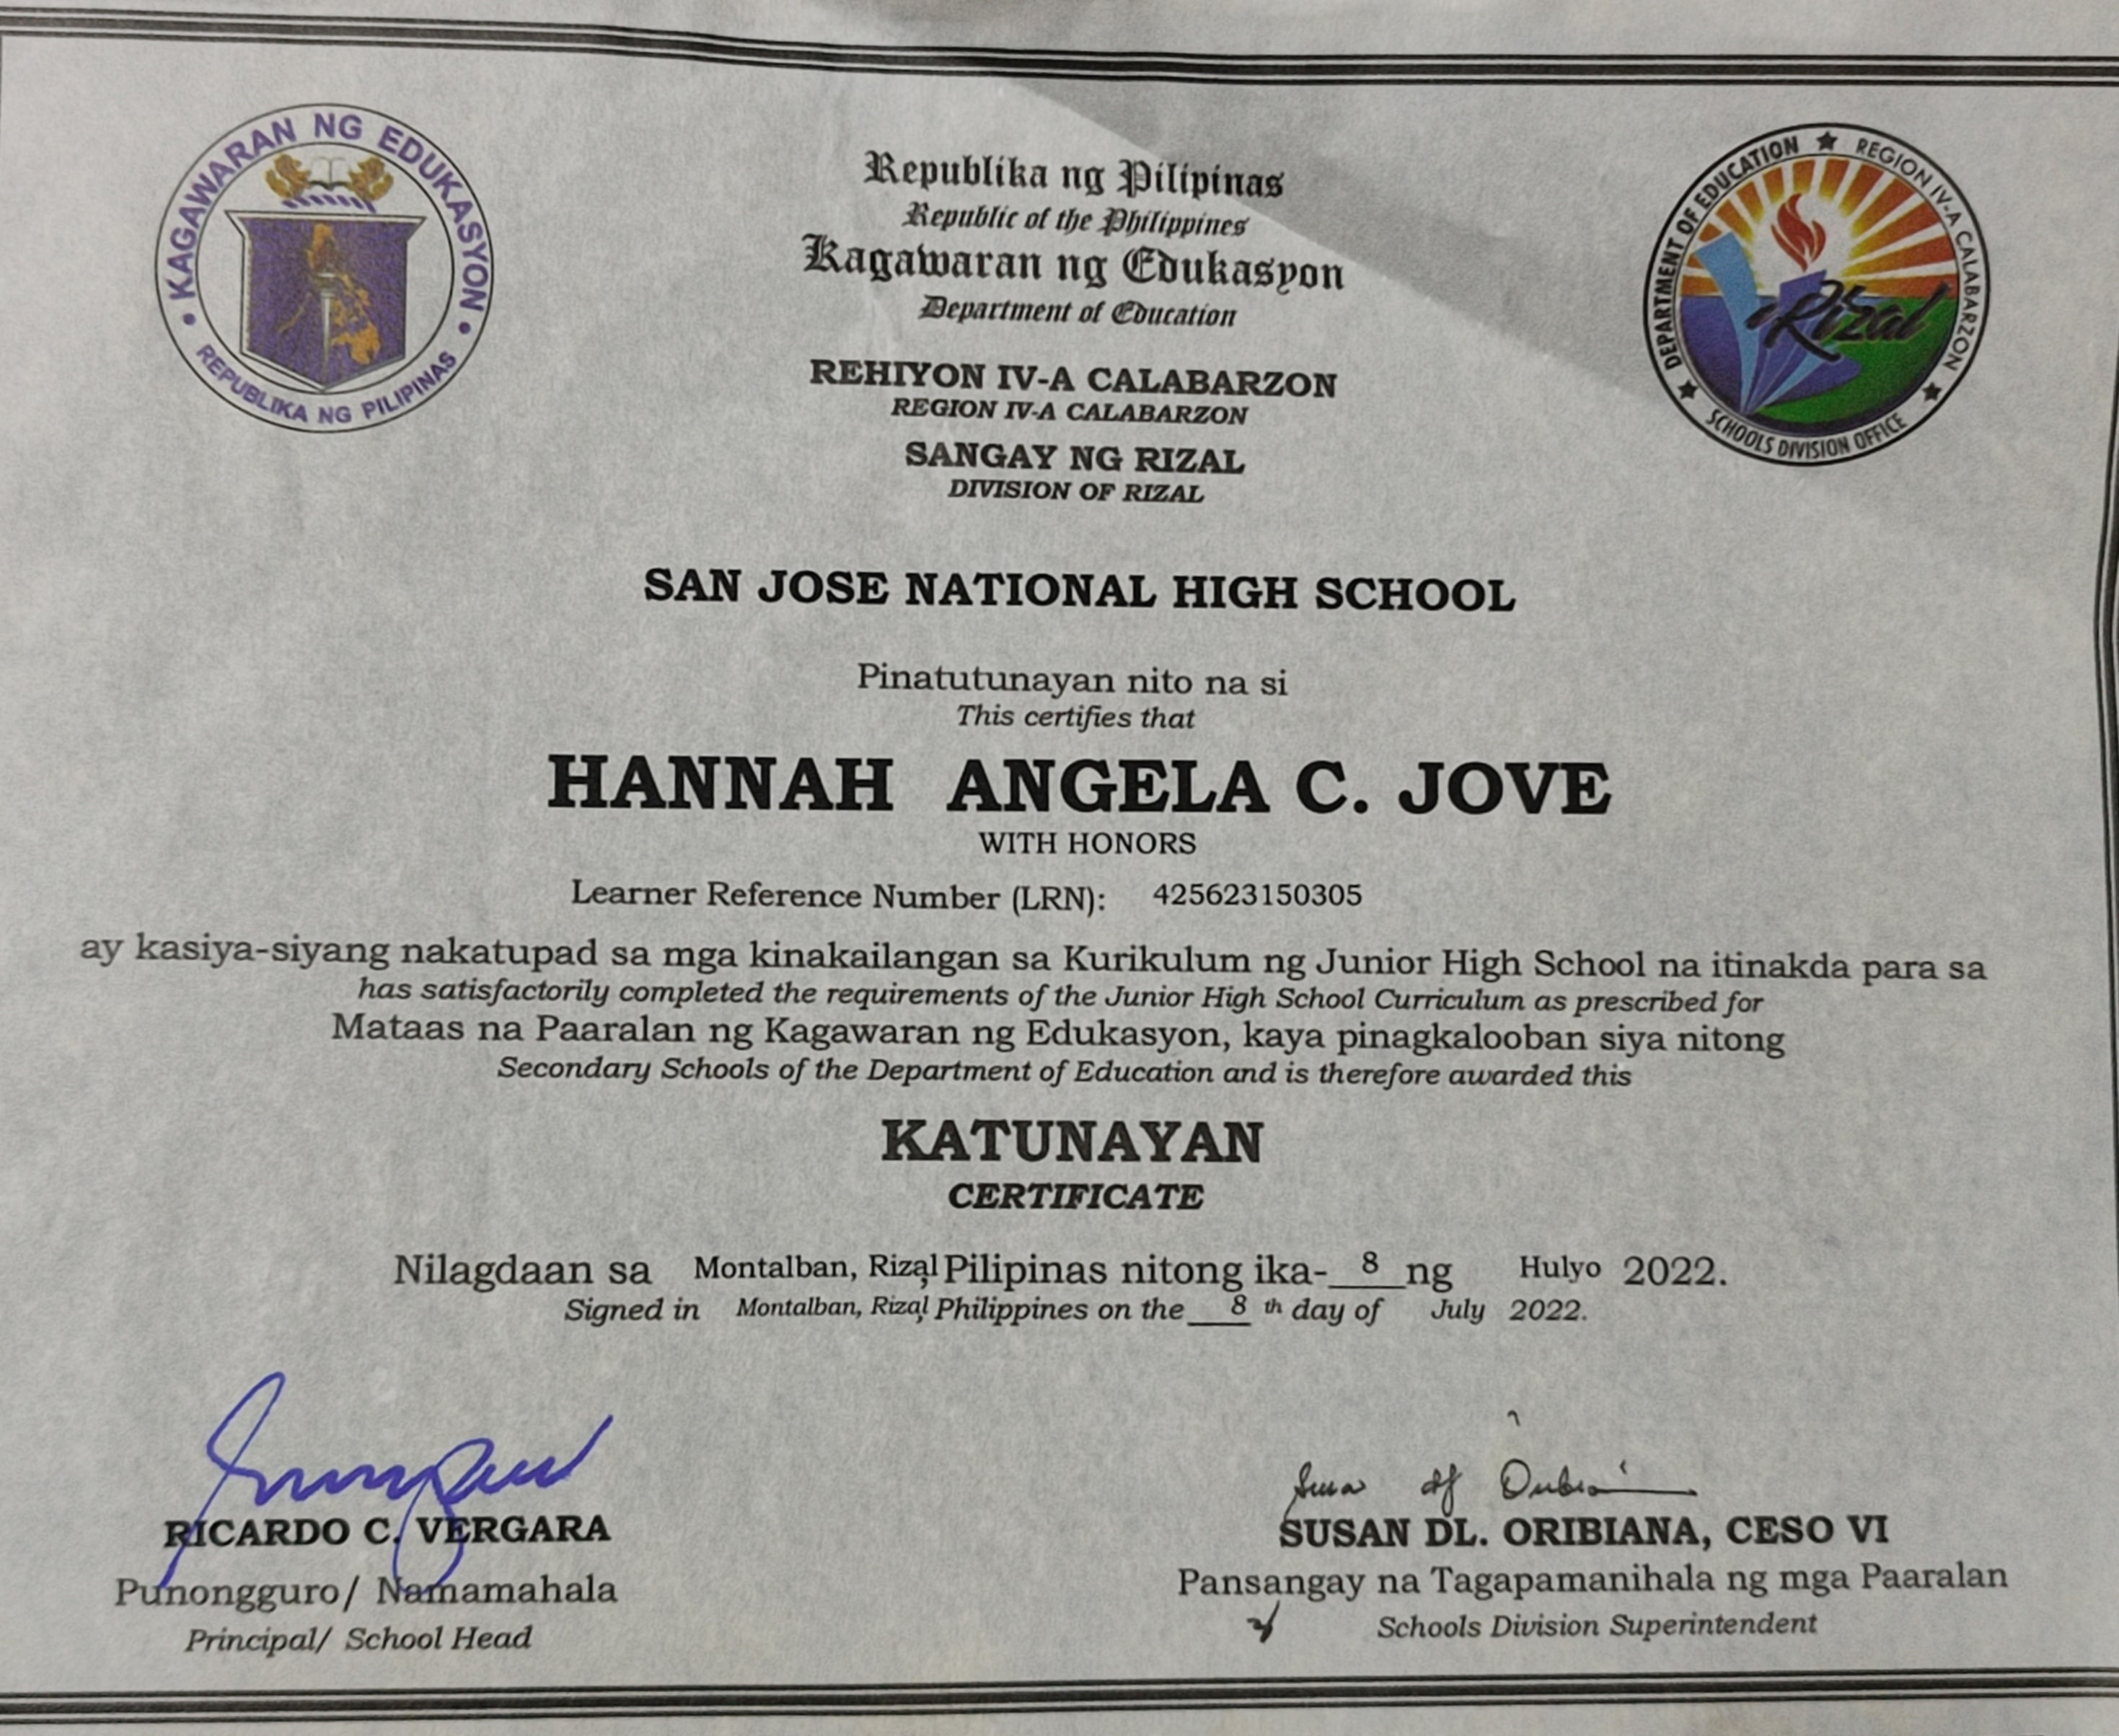 KAGAWARAN NG EDUKASYON
REPUBLIKA NG PILIPINAS
Republika ng Pilipinas
Republic of the Philippines
Kagawaran ng Edukasyon
Department of Education
REHIYON IV-A CALABARZON
REGION IV-A CALABARZON
SANGAY NG RIZAL
DIVISION OF RIZAL
DEPARTMENT OF EDUCATION ★ REGION IV-A CALABARZON
Rizal
SCHOOLS DIVISION OFFICE
SAN JOSE NATIONAL HIGH SCHOOL
Pinatutunayan nito na si
This certifies that
HANNAH ANGELA C. JOVE
WITH HONORS
Learner Reference Number (LRN): 425623150305
ay kasiya-siyang nakatupad sa mga kinakailangan sa Kurikulum ng Junior High School na itinakda para sa
has satisfactorily completed the requirements of the Junior High School Curriculum as prescribed for
Mataas na Paaralan ng Kagawaran ng Edukasyon, kaya pinagkalooban siya nitong
Secondary Schools of the Department of Education and is therefore awarded this
KATUNAYAN
CERTIFICATE
Nilagdaan sa Montalban, Rizal, Pilipinas nitong ika- 8 ng Hulyo 2022.
Signed in Montalban, Rizal, Philippines on the 8 th day of July 2022.
RICARDO C. VERGARA
Punongguro/ Namamahala
Principal/ School Head
SUSAN DL. ORIBIANA, CESO VI
Pansangay na Tagapamanihala ng mga Paaralan
Schools Division Superintendent